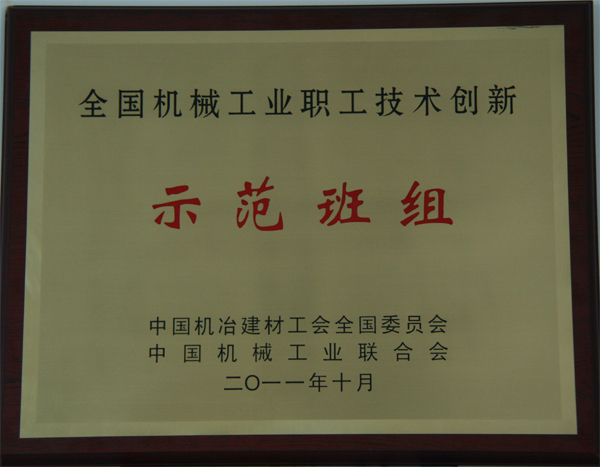 全国机械工业职工技术创新
示范班组
中国机冶建材工会全国委员会
中国机械工业联合会
二〇一一年十月